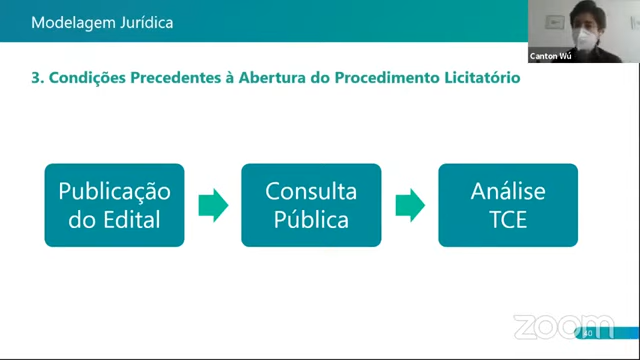 Modelagem Jurídica
Canton Wú
3. Condições Precedentes à Abertura do Procedimento Licitatório
Publicação
do Edital
Consulta
Pública
Análise
TCE
zoom
40